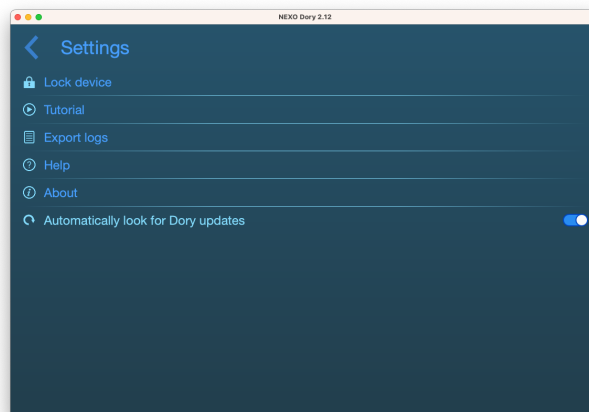 NEXO Dory 2.12
Settings
Lock device
Tutorial
Export logs
Help
About
Automatically look for Dory updates